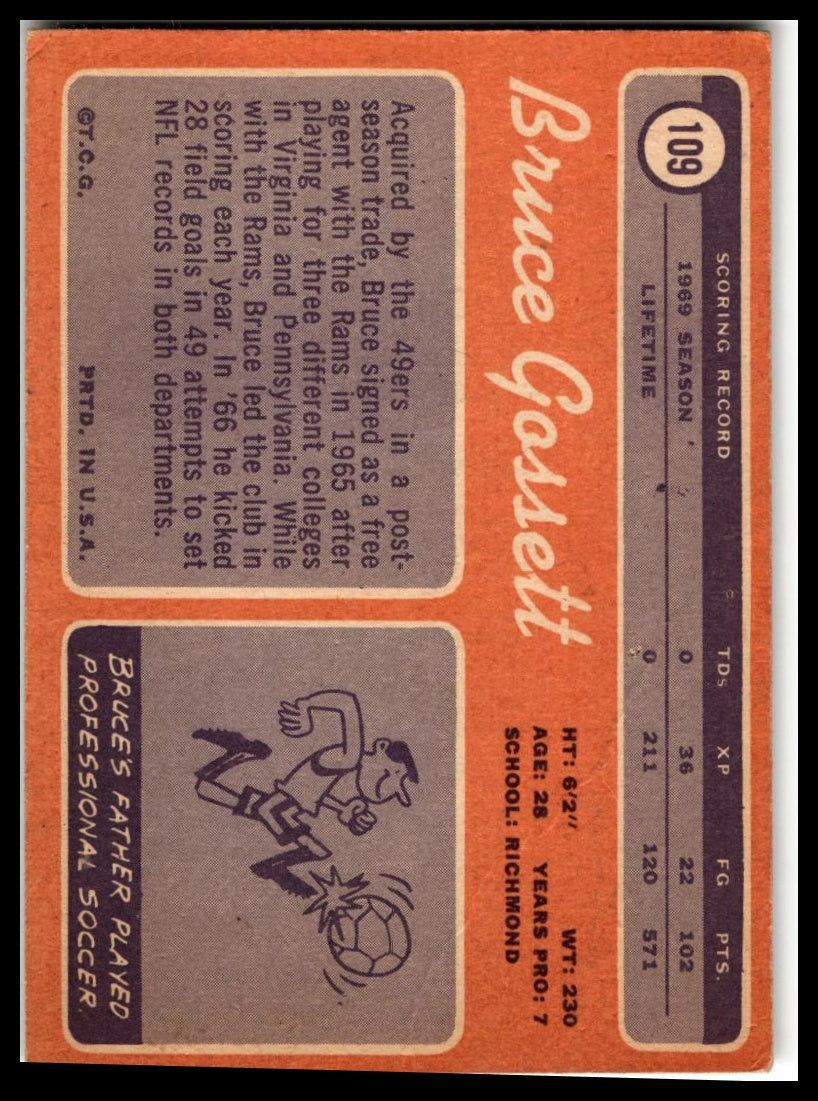 109
SCORING RECORD TDs XP FG PTS.
1969 SEASON 0 36 22 102
LIFETIME 0 211 120 571
Bruce Gossett
HT: 6'2" WT: 230
AGE: 28 YEARS PRO: 7
SCHOOL: RICHMOND
Acquired by the 49ers in a post-
season trade, Bruce signed as a free
agent with the Rams in 1965 after
playing for three different colleges
in Virginia and Pennsylvania. While
with the Rams, Bruce led the club in
scoring each year. In '66 he kicked
28 field goals in 49 attempts to set
NFL records in both departments.
©T.C.G. PRTD. IN U.S.A.
BRUCE'S FATHER PLAYED
PROFESSIONAL SOCCER.